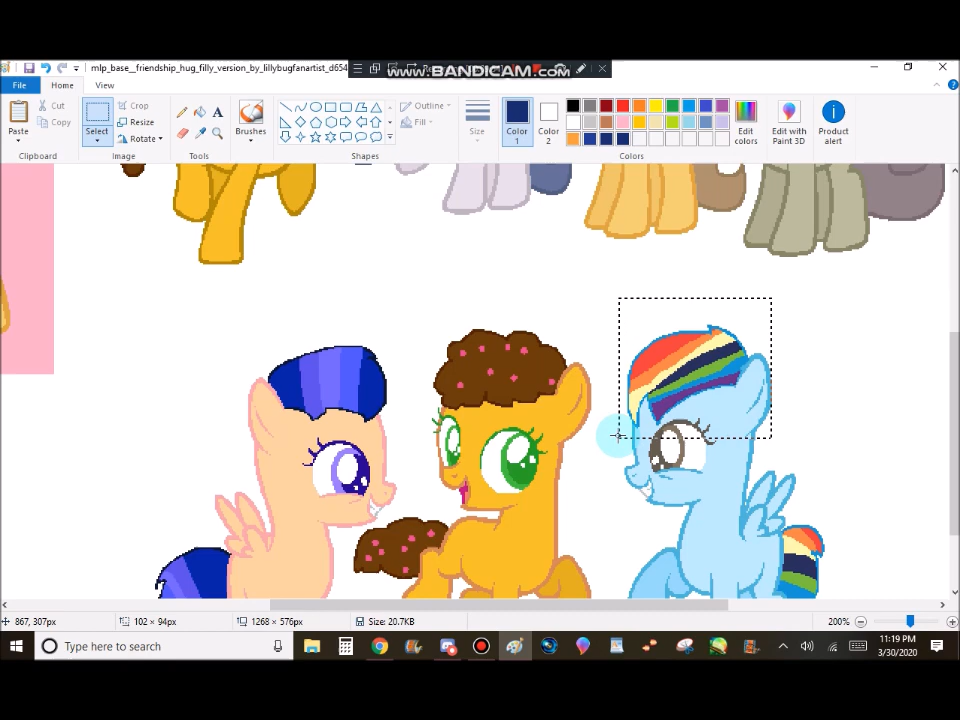 mlp_base__friendship_hug_filly_version_by_lillybugfanartist_d654
www.BANDICAM.com
File
Home
View
Paste
Cut
Copy
Clipboard
Select
Crop
Resize
Rotate
Image
A
Tools
Brushes
Outline
Fill
Shapes
Size
Color
1
Color
2
Edit
colors
Colors
Edit with
Paint 3D
Product
alert
867, 307px
102 × 94px
1268 × 576px
Size: 20.7KB
200%
Type here to search
11:19 PM
3/30/2020